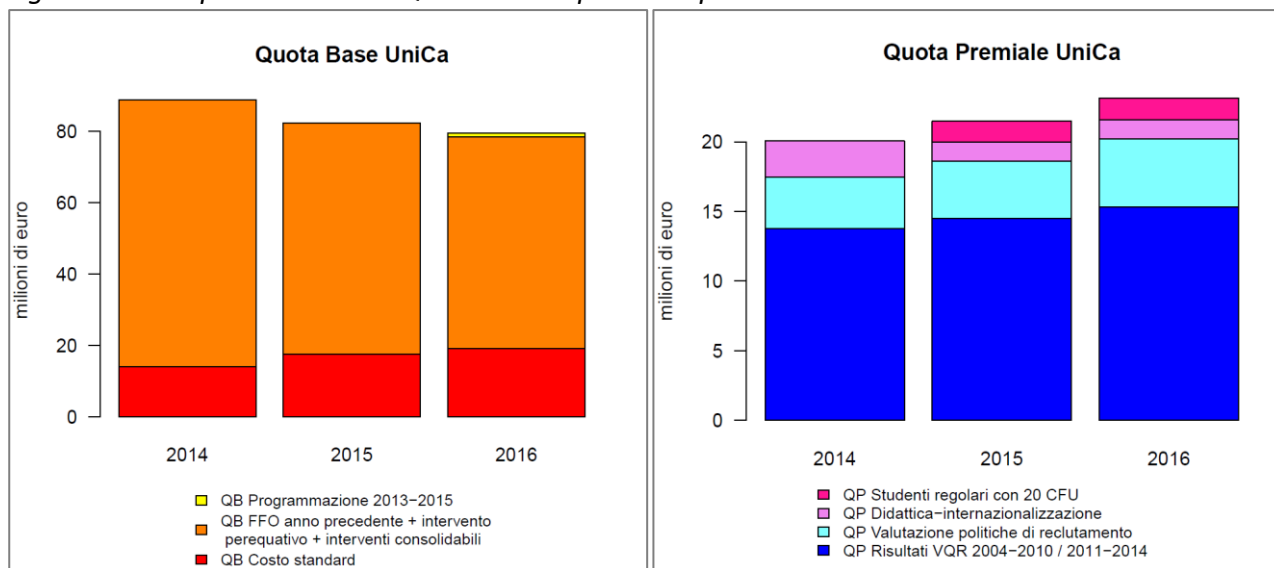 Quota Base UniCa
milioni di euro
80
60
40
20
0
2014 2015 2016
QB Programmazione 2013−2015
QB FFO anno precedente + intervento
perequativo + interventi consolidabili
QB Costo standard
Quota Premiale UniCa
milioni di euro
20
15
10
5
0
2014 2015 2016
QP Studenti regolari con 20 CFU
QP Didattica−internazionalizzazione
QP Valutazione politiche di reclutamento
QP Risultati VQR 2004−2010 / 2011−2014